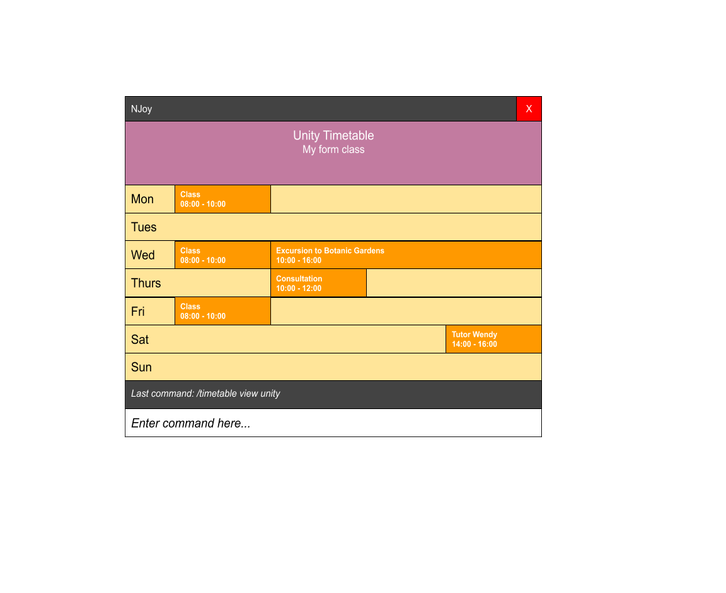 NJoy
X
Unity Timetable
My form class
Mon
Class
08:00 - 10:00
Tues
Wed
Class
08:00 - 10:00
Excursion to Botanic Gardens
10:00 - 16:00
Thurs
Consultation
10:00 - 12:00
Fri
Class
08:00 - 10:00
Sat
Tutor Wendy
14:00 - 16:00
Sun
Last command: /timetable view unity
Enter command here...